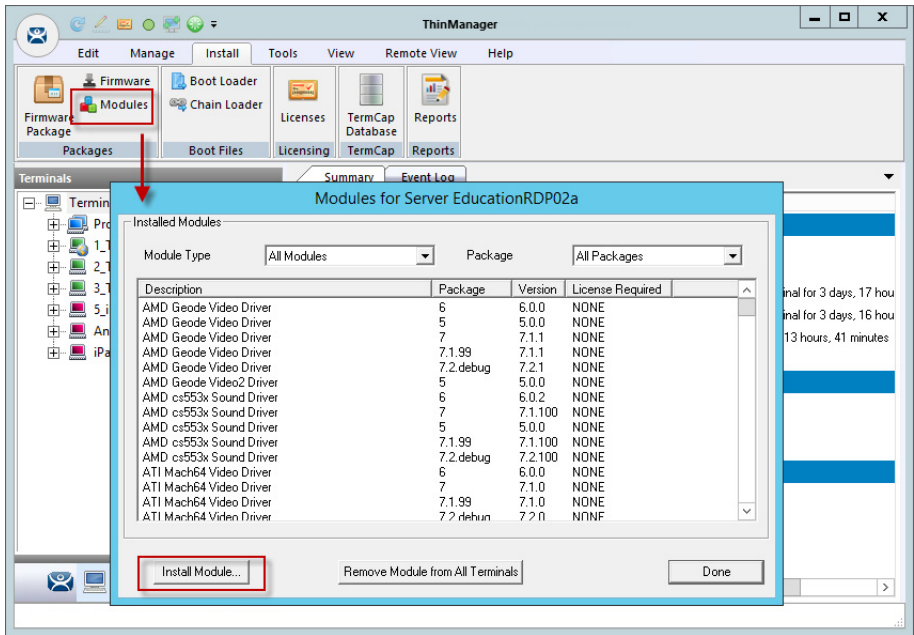 ThinManager
Edit Manage Install Tools View Remote View Help
Firmware Package
Firmware
Modules
Packages
Boot Loader
Chain Loader
Boot Files
Licenses
Licensing
TermCap Database
TermCap
Reports
Reports
Terminals
Summary Event Log
Termin
Pro
1_T
2_T
3_T
5_i
An
iPa
Modules for Server EducationRDP02a
Installed Modules
Module Type All Modules Package All Packages
Description Package Version License Required
AMD Geode Video Driver 6 6.0.0 NONE
AMD Geode Video Driver 5 5.0.0 NONE
AMD Geode Video Driver 7 7.1.1 NONE
AMD Geode Video Driver 7.1.99 7.1.1 NONE
AMD Geode Video Driver 7.2.debug 7.2.1 NONE
AMD Geode Video2 Driver 5 5.0.0 NONE
AMD cs553x Sound Driver 6 6.0.2 NONE
AMD cs553x Sound Driver 7 7.1.100 NONE
AMD cs553x Sound Driver 5 5.0.0 NONE
AMD cs553x Sound Driver 7.1.99 7.1.100 NONE
AMD cs553x Sound Driver 7.2.debug 7.2.100 NONE
ATI Mach64 Video Driver 6 6.0.0 NONE
ATI Mach64 Video Driver 7 7.1.0 NONE
ATI Mach64 Video Driver 7.1.99 7.1.0 NONE
ATI Mach64 Video Driver 7.2.debug 7.2.0 NONE
Install Module... Remove Module from All Terminals Done
inal for 3 days, 17 hou
inal for 3 days, 16 hou
13 hours, 41 minutes